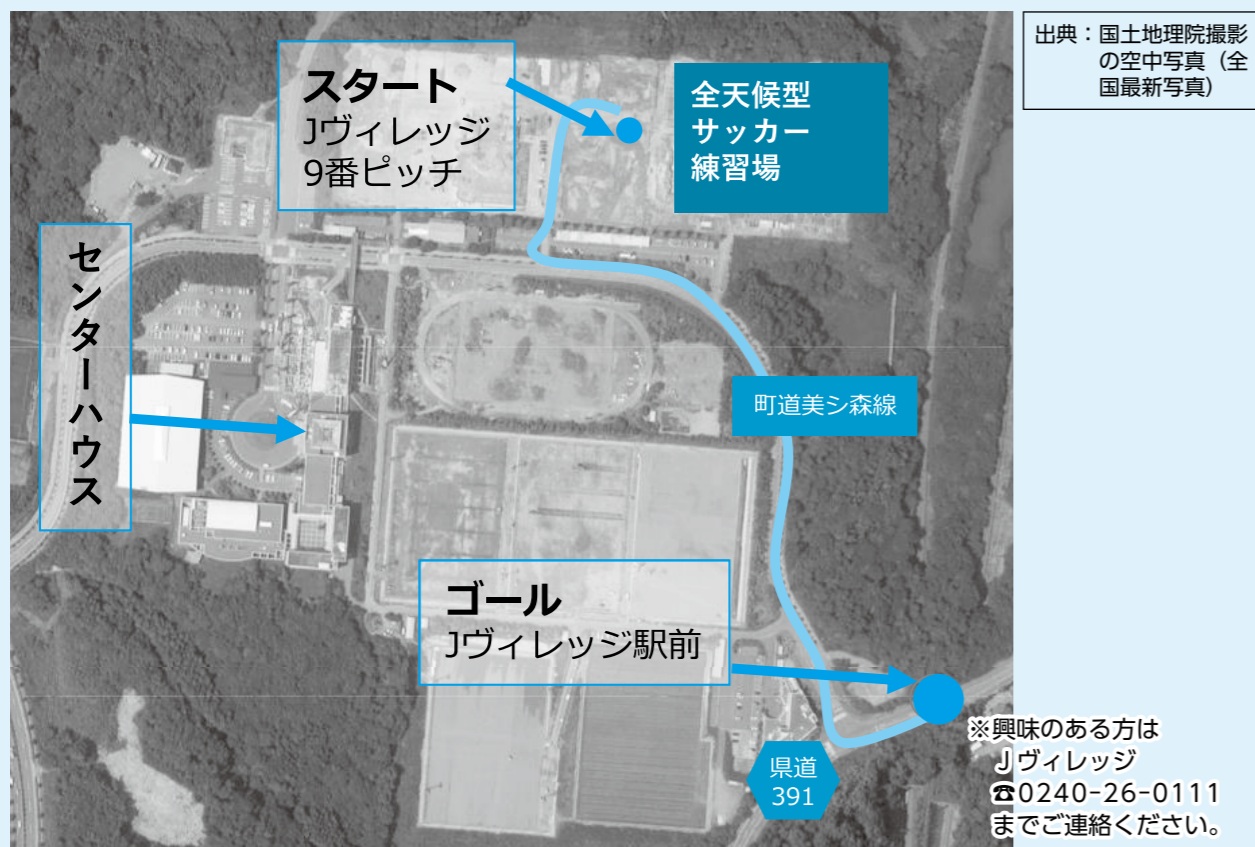 出典：国土地理院撮影
の空中写真（全
国最新写真）
スタート
Jヴィレッジ
9番ピッチ
全天候型
サッカー
練習場
センターハウス
町道美シ森線
ゴール
Jヴィレッジ駅前
県道
391
※興味のある方は
Ｊヴィレッジ
☎0240-26-0111
までご連絡ください。